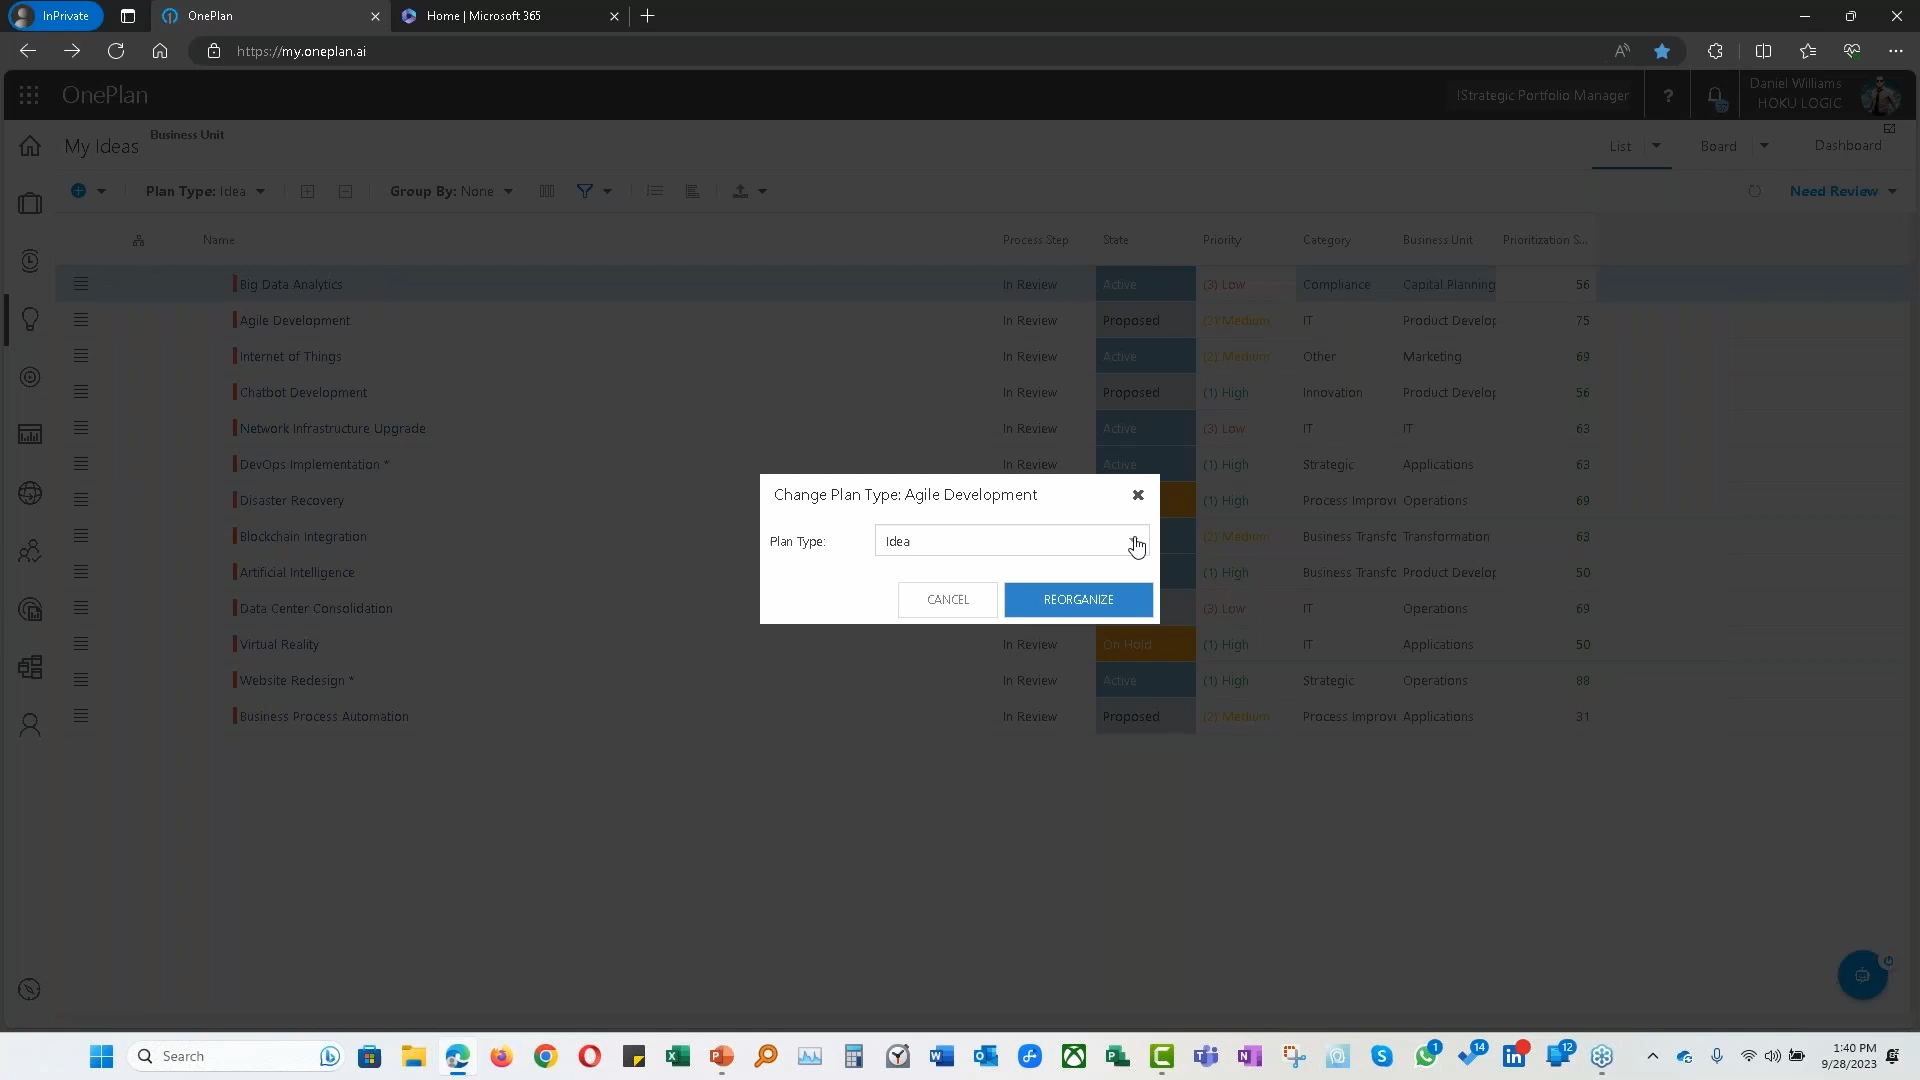 InPrivate
OnePlan
Home | Microsoft 365
https://my.oneplan.ai
OnePlan
!Strategic Portfolio Manager
?
Daniel Williams
HOKU LOGIC
My Ideas
Business Unit
List
Board
Dashboard
Plan Type: Idea
Group By: None
Need Review
Name Process Step State Priority Category Business Unit Prioritization S...
Big Data Analytics In Review Active (3) Low Compliance Capital Planning 56
Agile Development In Review Proposed (2) Medium IT Product Develop 75
Internet of Things In Review Active (2) Medium Other Marketing 69
Chatbot Development In Review Proposed (1) High Innovation Product Develop 56
Network Infrastructure Upgrade In Review Active (3) Low IT IT 63
DevOps Implementation * In Review Active (1) High Strategic Applications 63
Disaster Recovery (1) High Process Improve Operations 69
Blockchain Integration (2) Medium Business Transfo Transformation 63
Artificial Intelligence (1) High Business Transfo Product Develop 50
Data Center Consolidation (3) Low IT Operations 69
Virtual Reality In Review On Hold (1) High IT Applications 50
Website Redesign * In Review Active (1) High Strategic Operations 88
Business Process Automation In Review Proposed (2) Medium Process Improve Applications 31
Change Plan Type: Agile Development
Plan Type: Idea
CANCEL REORGANIZE
Search
1
14
12
1:40 PM
9/28/2023